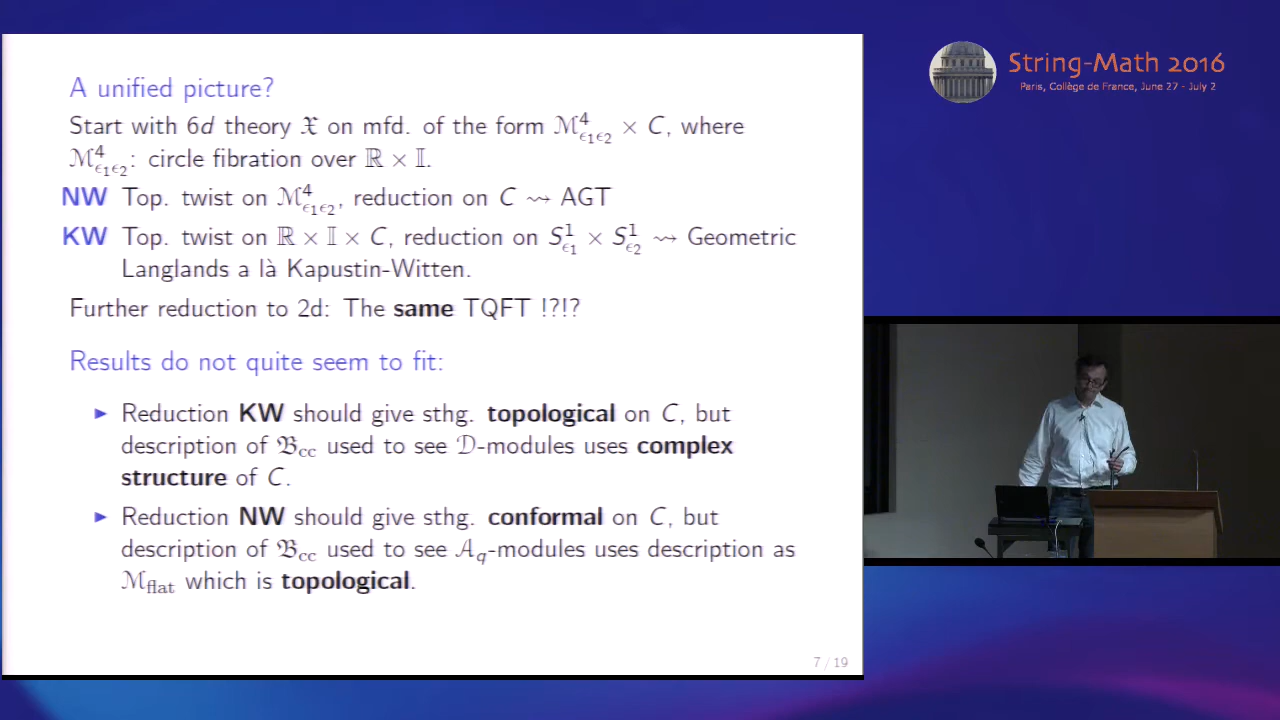 A unified picture?
Start with 6d theory 𝔛 on mfd. of the form ℳ⁴_{ϵ₁ϵ₂} × C, where
ℳ⁴_{ϵ₁ϵ₂}: circle fibration over ℝ × 𝕀.
NW Top. twist on ℳ⁴_{ϵ₁ϵ₂}, reduction on C ⇝ AGT
KW Top. twist on ℝ × 𝕀 × C, reduction on S¹_{ϵ₁} × S¹_{ϵ₂} ⇝ Geometric
Langlands a là Kapustin-Witten.
Further reduction to 2d: The same TQFT !?!?
Results do not quite seem to fit:
▶ Reduction KW should give sthg. topological on C, but
description of 𝔅_cc used to see 𝒟-modules uses complex
structure of C.
▶ Reduction NW should give sthg. conformal on C, but
description of 𝔅_cc used to see 𝒜_q-modules uses description as
ℳ_flat which is topological.
7 / 19
String-Math 2016
Paris, Collège de France, June 27 - July 2